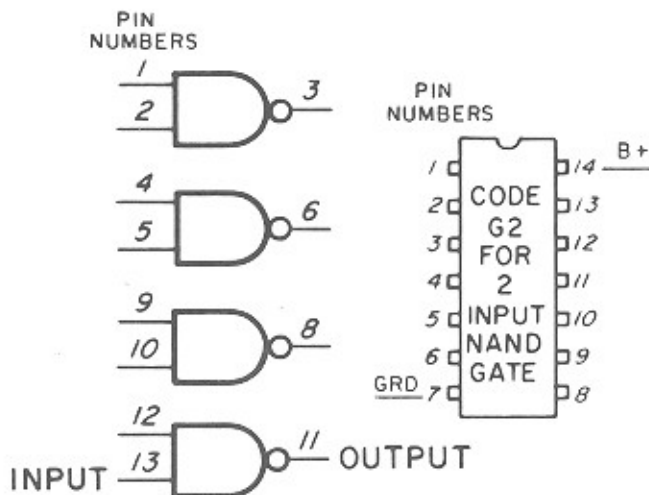 PIN
NUMBERS
1
2
3
4
5
6
9
10
8
12
13
11
INPUT
OUTPUT
PIN
NUMBERS
1
2
3
4
5
6
GRD 7
14 B+
13
12
11
10
9
8
CODE
G2
FOR
2
INPUT
NAND
GATE